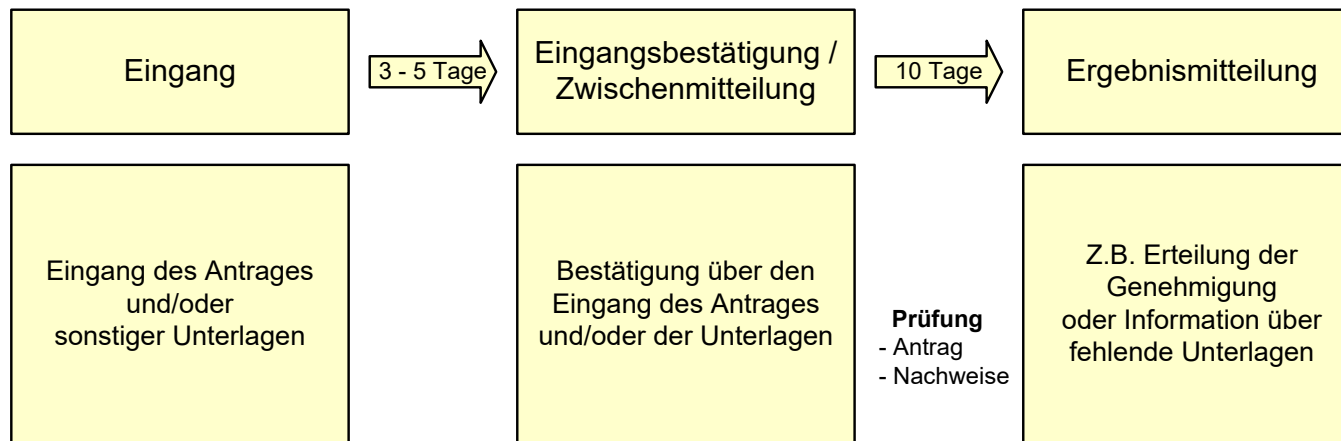 Eingang
3 - 5 Tage
Eingangsbestätigung /
Zwischenmitteilung
10 Tage
Ergebnismitteilung
Eingang des Antrages
und/oder
sonstiger Unterlagen
Bestätigung über den
Eingang des Antrages
und/oder der Unterlagen
Prüfung
- Antrag
- Nachweise
Z.B. Erteilung der
Genehmigung
oder Information über
fehlende Unterlagen